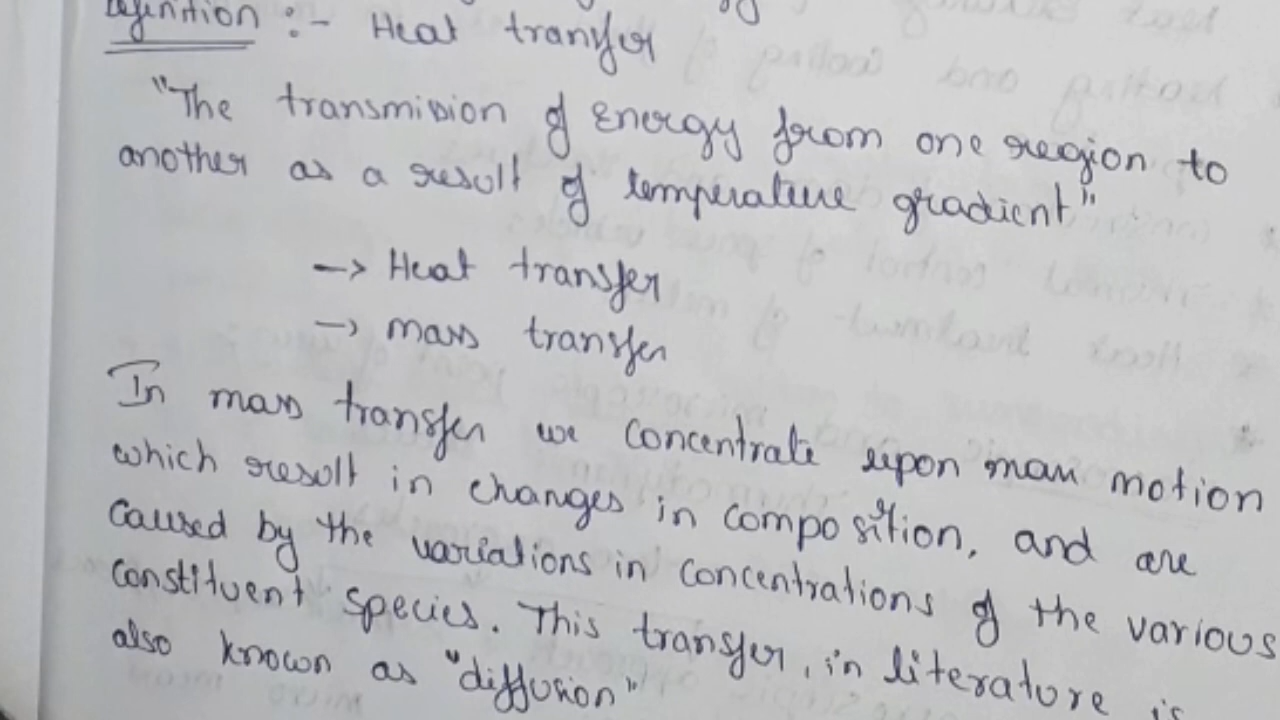 Definition :- Heat transfer
"The transmission of Energy from one region to
another as a result of temperature gradient"
→ Heat transfer
→ mass transfer
In mass transfer we concentrate upon mass motion
which result in changes in composition, and are
caused by the variations in concentrations of the various
constituent species. This transfer, in literature is
also known as "diffusion"